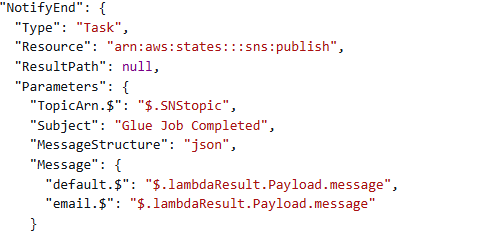 "NotifyEnd": {
"Type": "Task",
"Resource": "arn:aws:states:::sns:publish",
"ResultPath": null,
"Parameters": {
"TopicArn.$": "$.SNStopic",
"Subject": "Glue Job Completed",
"MessageStructure": "json",
"Message": {
"default.$": "$.lambdaResult.Payload.message",
"email.$": "$.lambdaResult.Payload.message"
}